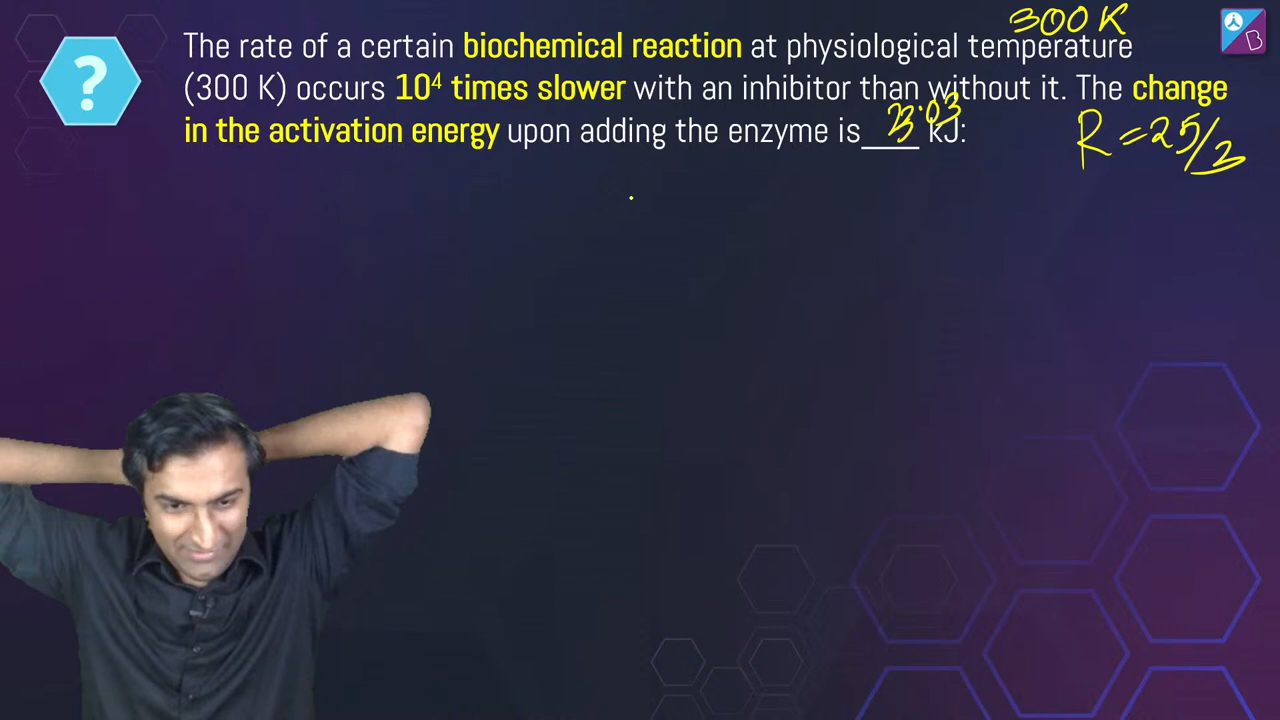 300 K
The rate of a certain biochemical reaction at physiological temperature
(300 K) occurs 10⁴ times slower with an inhibitor than without it. The change
in the activation energy upon adding the enzyme is 23.03 kJ:
R = 25/3
?
B